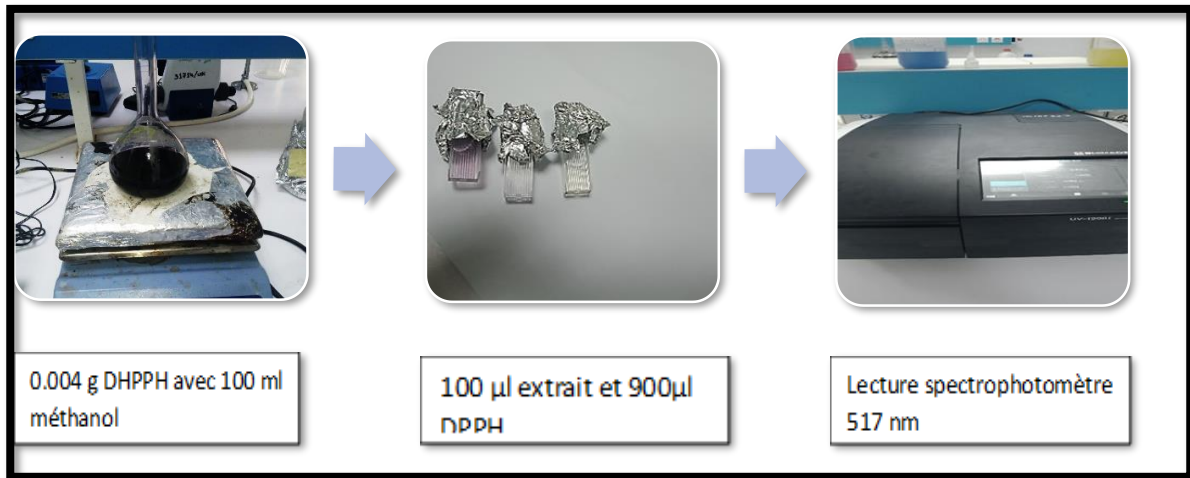 0.004 g DHPPH avec 100 ml
méthanol
100 µl extrait et 900µl
DPPH
Lecture spectrophotomètre
517 nm